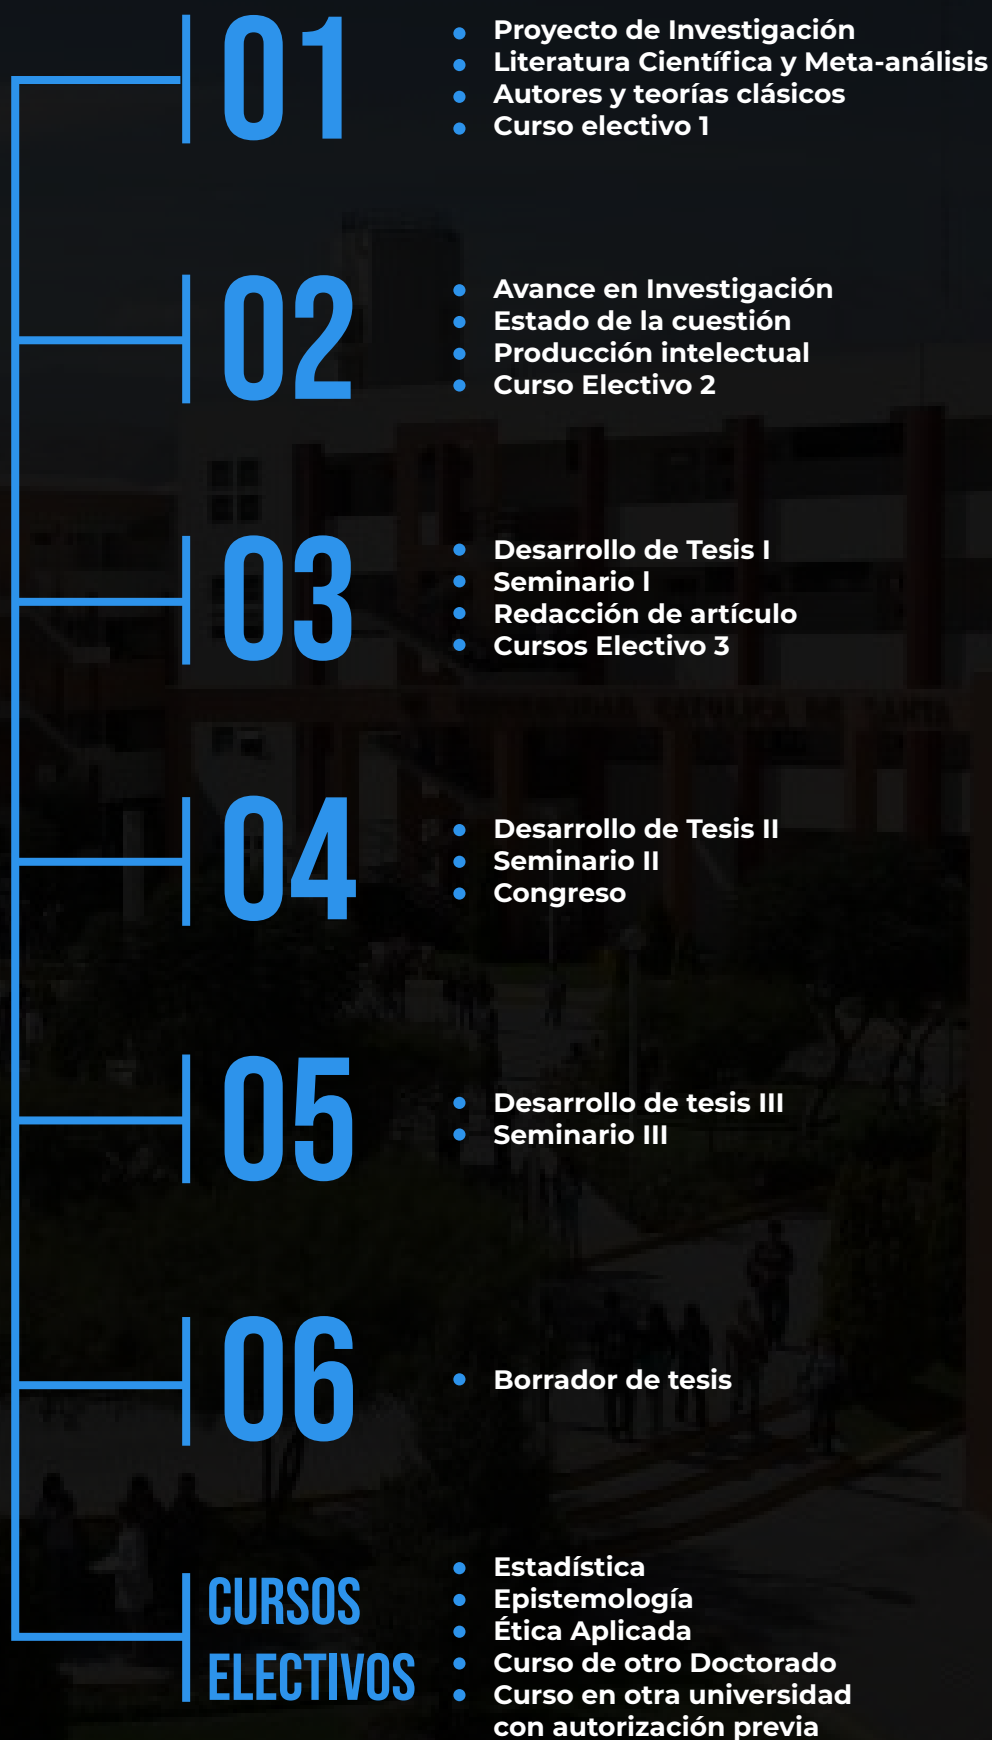 01
Proyecto de Investigación
Literatura Científica y Meta-análisis
Autores y teorías clásicos
Curso electivo 1
02
Avance en Investigación
Estado de la cuestión
Producción intelectual
Curso Electivo 2
03
Desarrollo de Tesis I
Seminario l
Redacción de artículo
Cursos Electivo 3
04
Desarrollo de Tesis II
Seminario II
Congreso
05
Desarrollo de tesis III
Seminario III
06
Borrador de tesis
CURSOS
ELECTIVOS
Estadística
Epistemología
Ética Aplicada
Curso de otro Doctorado
Curso en otra universidad
con autorización previa